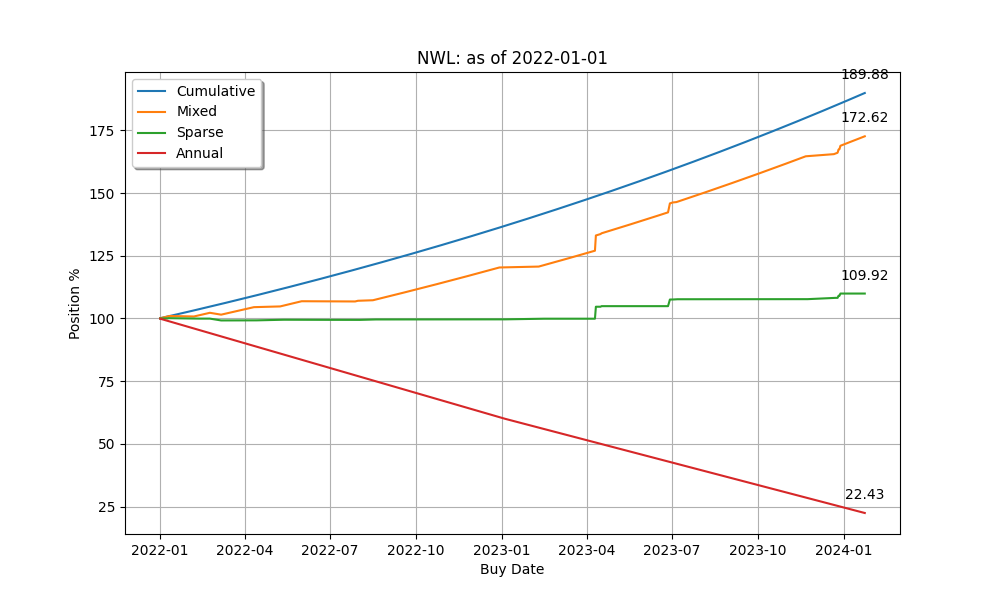 NWL: as of 2022-01-01
189.88
Cumulative
Mixed
Sparse
Annual
172.62
175
150
125
109.92
100
75
50
25
22.43
Position %
2022-01 2022-04 2022-07 2022-10 2023-01 2023-04 2023-07 2023-10 2024-01
Buy Date